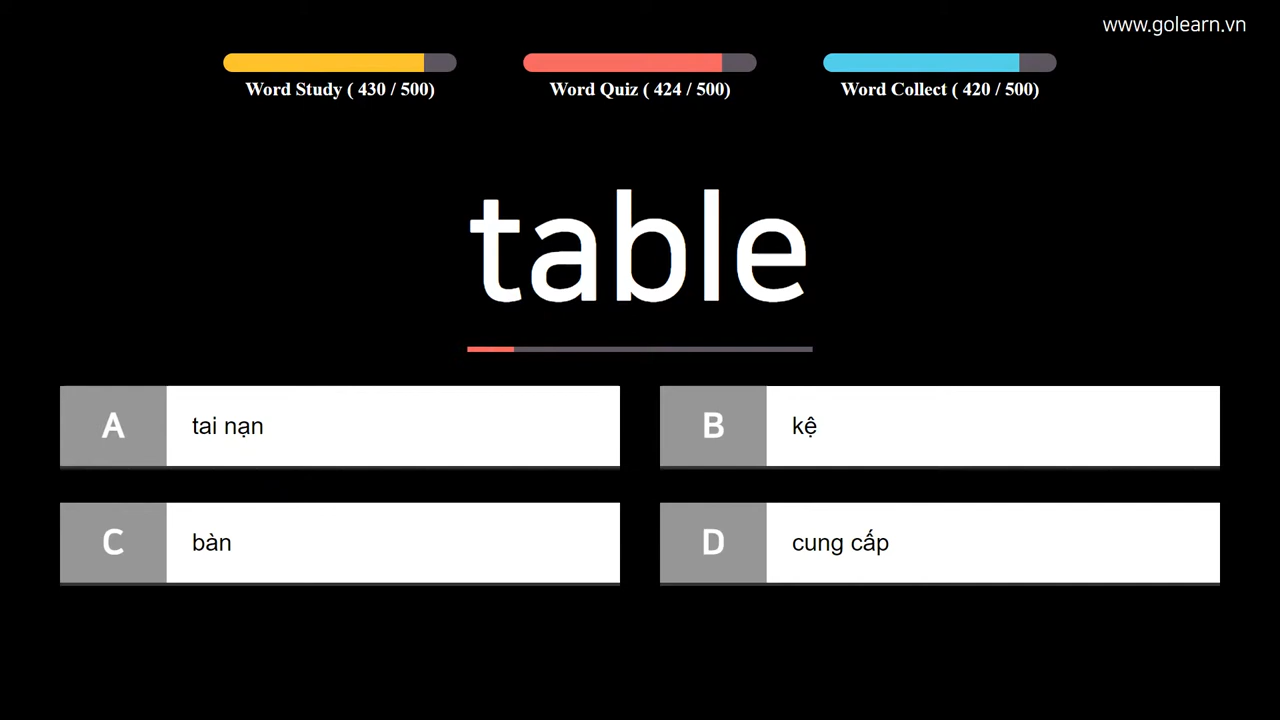 www.golearn.vn
Word Study ( 430 / 500)
Word Quiz ( 424 / 500)
Word Collect ( 420 / 500)
table
A tai nạn
B kệ
C bàn
D cung cấp